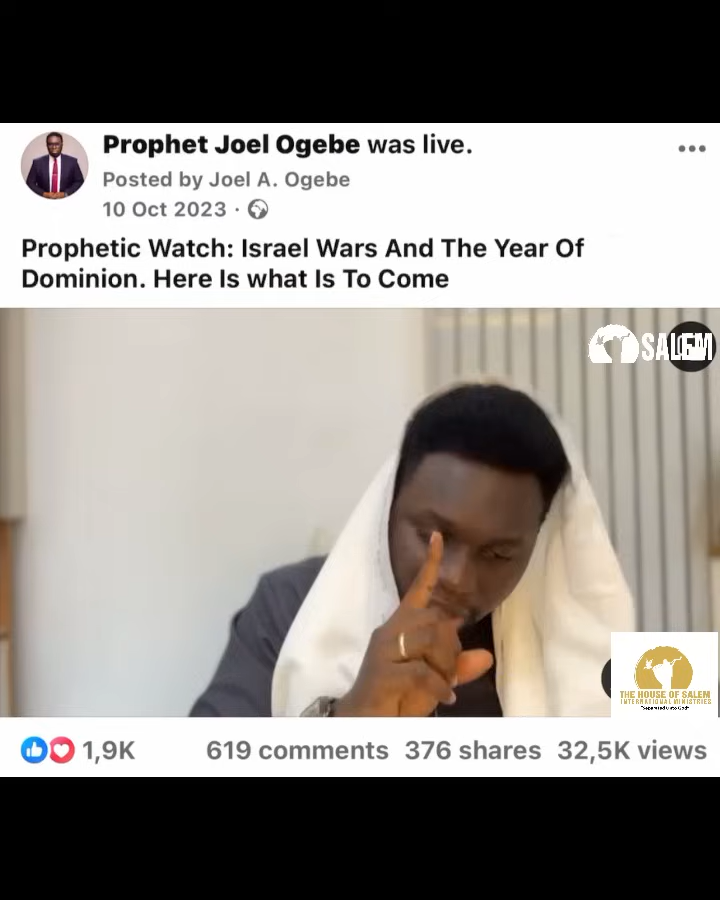 Prophet Joel Ogebe was live.
Posted by Joel A. Ogebe
10 Oct 2023 ·
Prophetic Watch: Israel Wars And The Year Of
Dominion. Here Is what Is To Come
SALEM
THE HOUSE OF SALEM
INTERNATIONAL MINISTRIES
1,9K 619 comments 376 shares 32,5K views